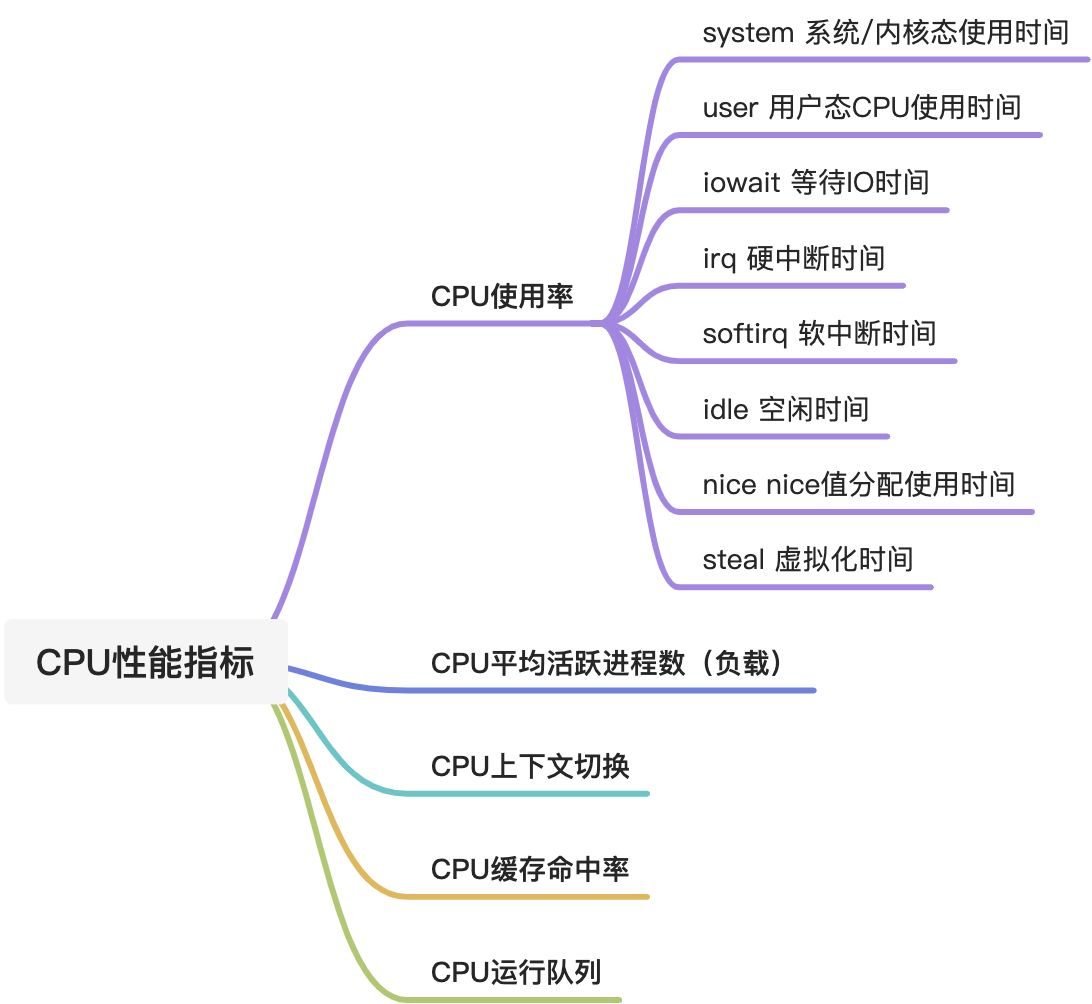 system 系统/内核态使用时间
user 用户态CPU使用时间
iowait 等待IO时间
irq 硬中断时间
CPU使用率
softirq 软中断时间
idle 空闲时间
nice nice值分配使用时间
steal 虚拟化时间
CPU性能指标
CPU平均活跃进程数（负载）
CPU上下文切换
CPU缓存命中率
CPU运行队列